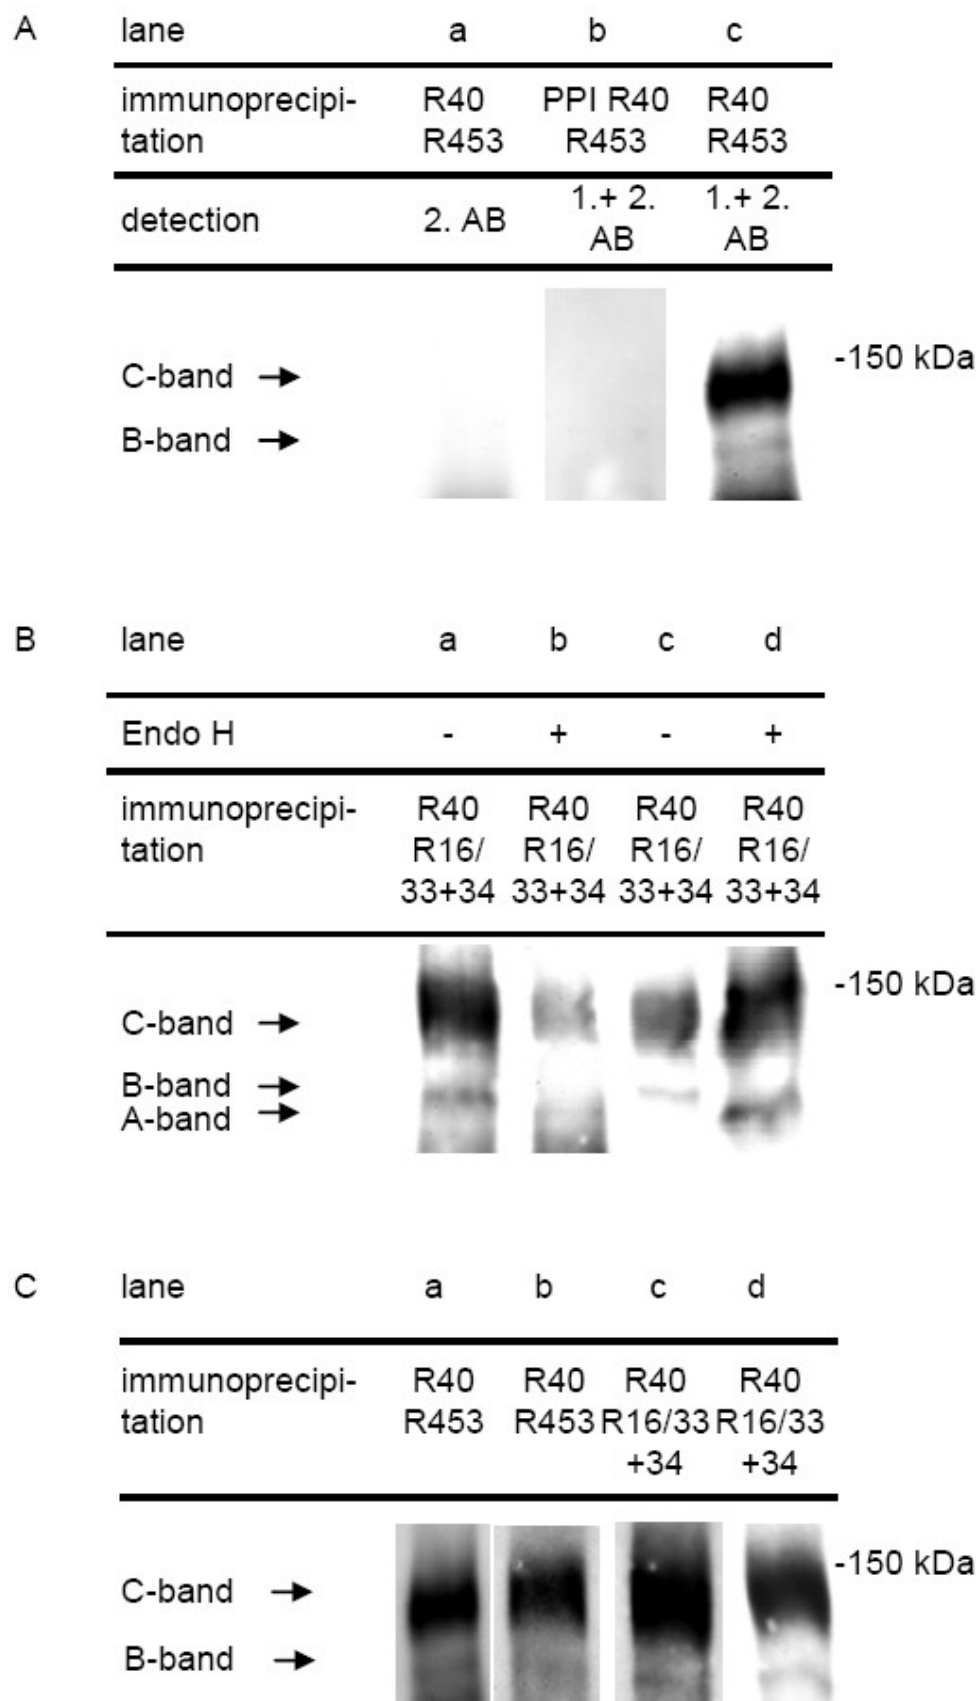 A lane a b c
immunoprecipi- R40 PPI R40 R40
tation R453 R453 R453
detection 2. AB 1.+ 2. 1.+ 2.
AB AB
-150 kDa
C-band →
B-band →
B lane a b c d
Endo H - + - +
immunoprecipi- R40 R40 R40 R40
tation R16/ R16/ R16/ R16/
33+34 33+34 33+34 33+34
-150 kDa
C-band →
B-band →
A-band →
C lane a b c d
immunoprecipi- R40 R40 R40 R40
tation R453 R453 R16/33 R16/33
+34 +34
-150 kDa
C-band →
B-band →